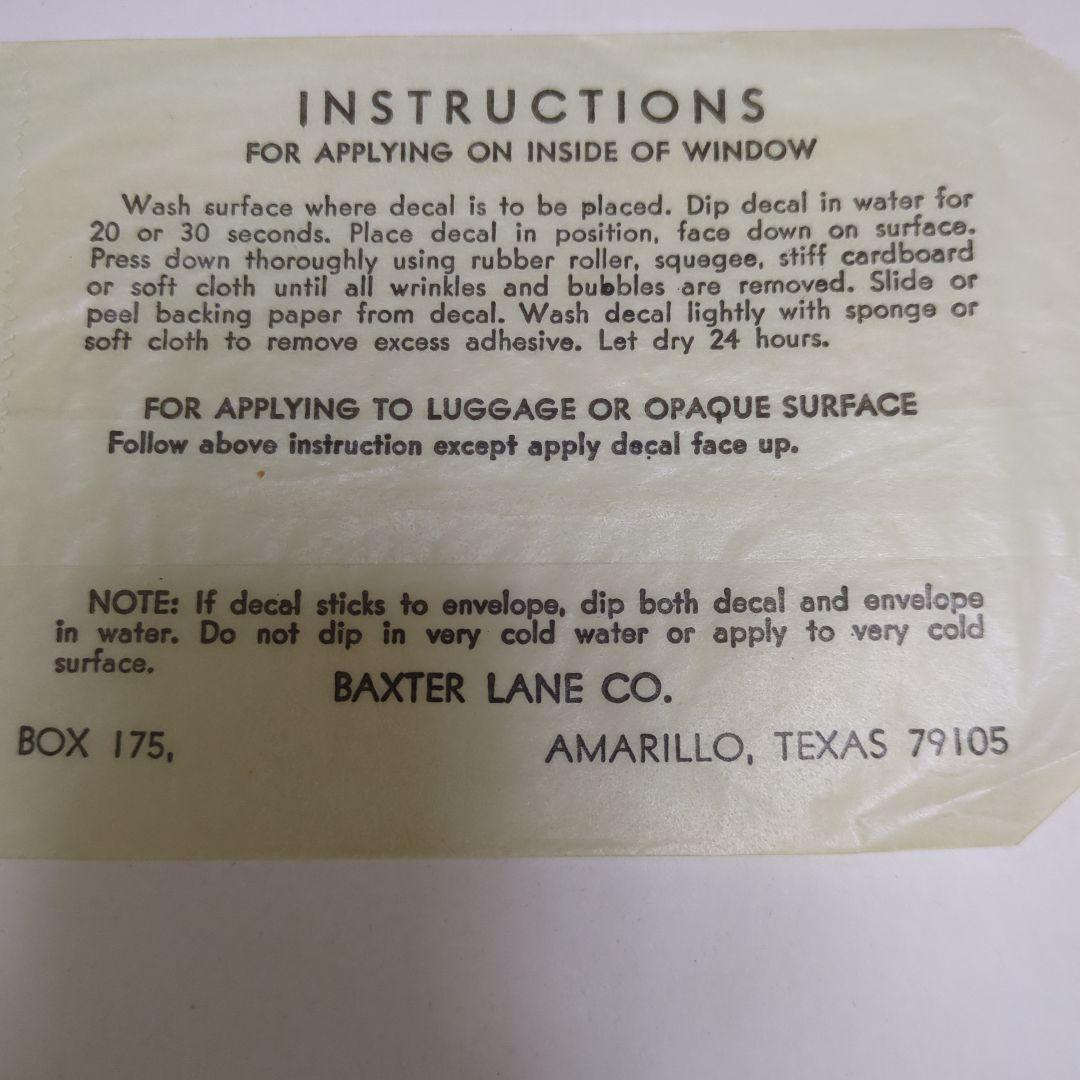 INSTRUCTIONS
FOR APPLYING ON INSIDE OF WINDOW
Wash surface where decal is to be placed. Dip decal in water for
20 or 30 seconds. Place decal in position, face down on surface.
Press down thoroughly using rubber roller, squegee, stiff cardboard
or soft cloth until all wrinkles and bubbles are removed. Slide or
peel backing paper from decal. Wash decal lightly with sponge or
soft cloth to remove excess adhesive. Let dry 24 hours.
FOR APPLYING TO LUGGAGE OR OPAQUE SURFACE
Follow above instruction except apply decal face up.
NOTE: If decal sticks to envelope, dip both decal and envelope
in water. Do not dip in very cold water or apply to very cold
surface.
BAXTER LANE CO.
BOX 175, AMARILLO, TEXAS 79105